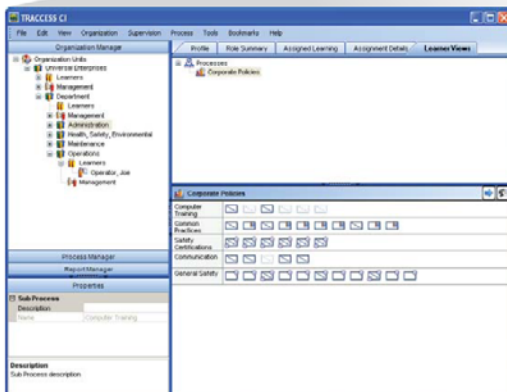 TRACCESS CI
File Edit View Organization Supervision Process Tools Bookmarks Help
Organization Manager
Profile Role Summary Assigned Learning Assignment Details Learner Views
Organization Units
Universal Enterprises
Learners
Management
Department
Learners
Management
Administration
Health, Safety, Environmental
Maintenance
Operations
Learners
Operator, Joe
Management
Processes
Corporate Policies
Corporate Policies
Computer
Training
Common
Practices
Safety
Certifications
Communication
General Safety
Process Manager
Report Manager
Properties
Sub Process
Description
Name Computer Training
Description
Sub Process description